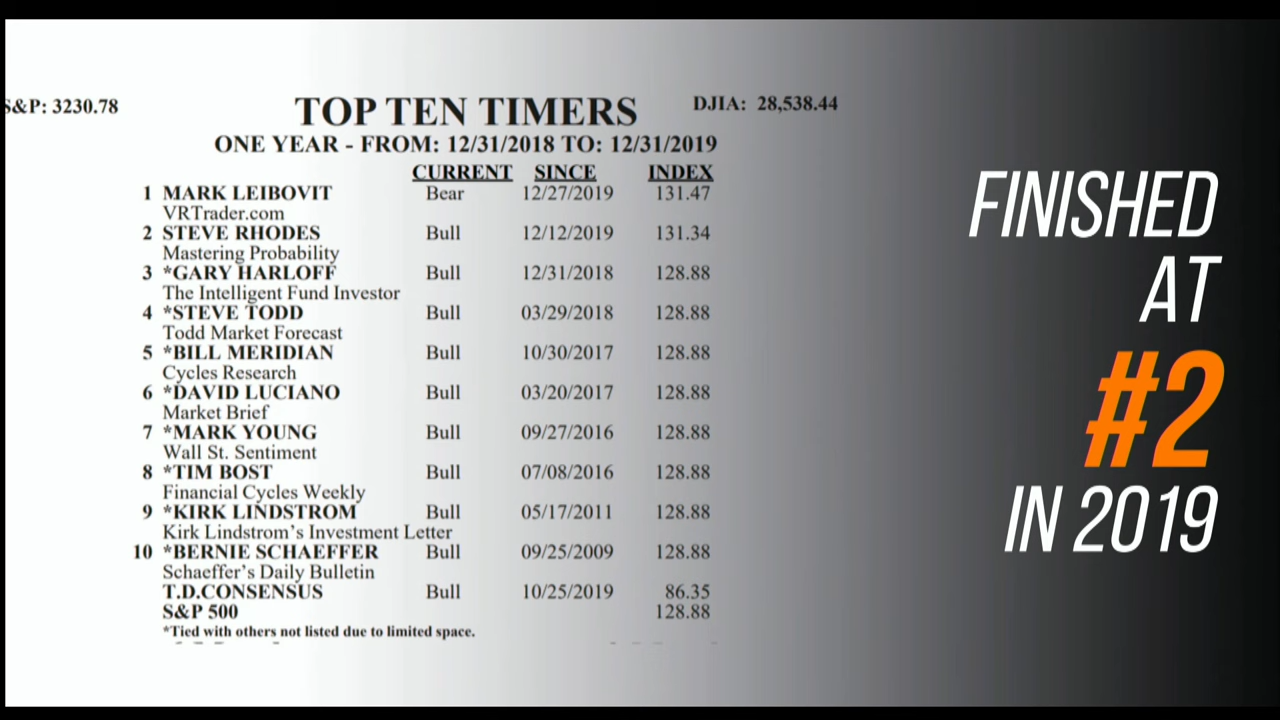 S&P: 3230.78
TOP TEN TIMERS
DJIA: 28,538.44
ONE YEAR - FROM: 12/31/2018 TO: 12/31/2019
CURRENT SINCE INDEX
1 MARK LEIBOVIT Bear 12/27/2019 131.47
VRTrader.com
2 STEVE RHODES Bull 12/12/2019 131.34
Mastering Probability
3 *GARY HARLOFF Bull 12/31/2018 128.88
The Intelligent Fund Investor
4 *STEVE TODD Bull 03/29/2018 128.88
Todd Market Forecast
5 *BILL MERIDIAN Bull 10/30/2017 128.88
Cycles Research
6 *DAVID LUCIANO Bull 03/20/2017 128.88
Market Brief
7 *MARK YOUNG Bull 09/27/2016 128.88
Wall St. Sentiment
8 *TIM BOST Bull 07/08/2016 128.88
Financial Cycles Weekly
9 *KIRK LINDSTROM Bull 05/17/2011 128.88
Kirk Lindstrom's Investment Letter
10 *BERNIE SCHAEFFER Bull 09/25/2009 128.88
Schaeffer's Daily Bulletin
T.D.CONSENSUS Bull 10/25/2019 86.35
S&P 500 128.88
*Tied with others not listed due to limited space.
FINISHED
AT
#2
IN 2019